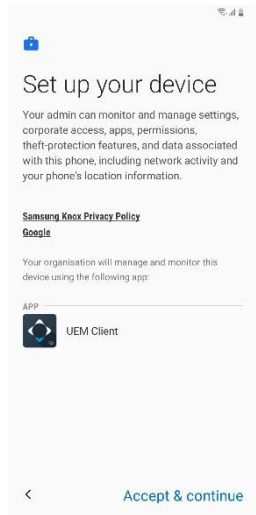 Set up your device
Your admin can monitor and manage settings,
corporate access, apps, permissions,
theft-protection features, and data associated
with this phone, including network activity and
your phone's location information.
Samsung Knox Privacy Policy
Google
Your organisation will manage and monitor this
device using the following app:
APP
UEM Client
Accept & continue